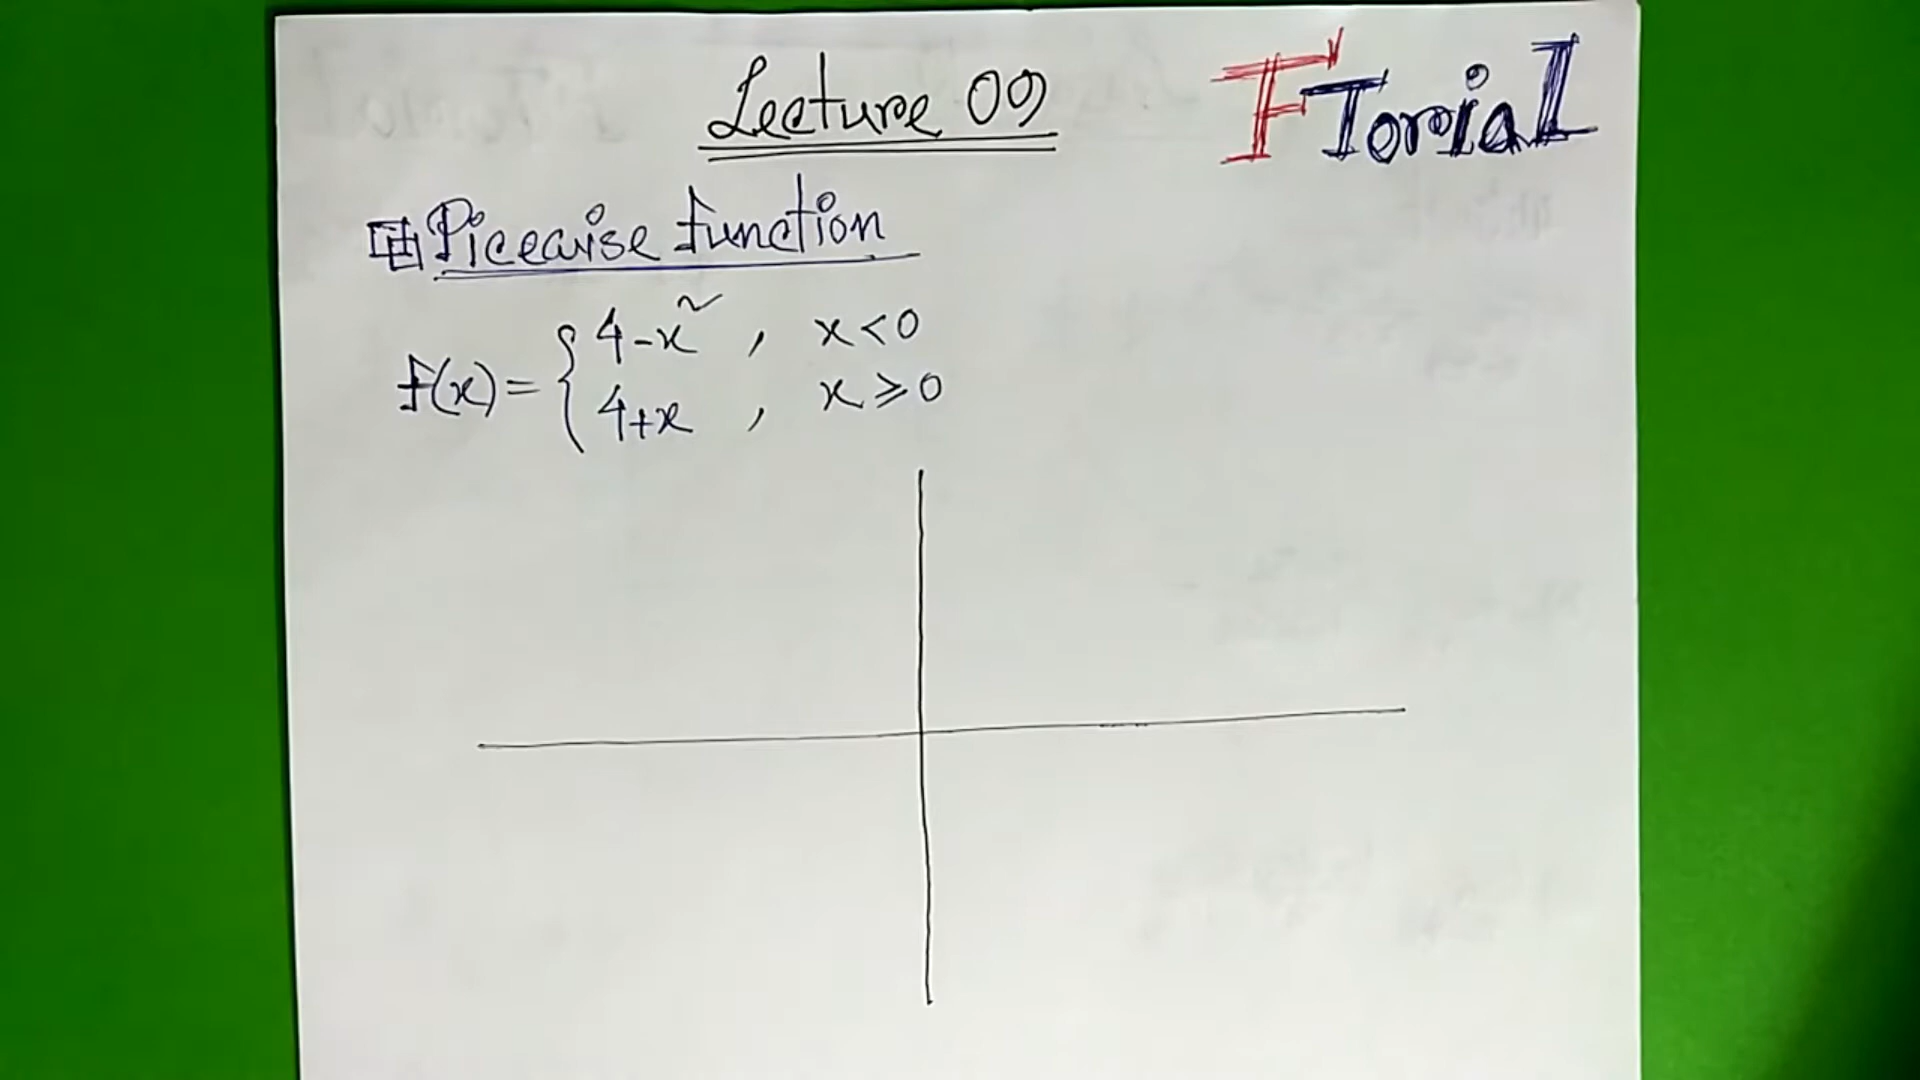 Lecture 09
FTorial
Picewise function
f(x) = { 4-x² , x<0
4+x , x≥0